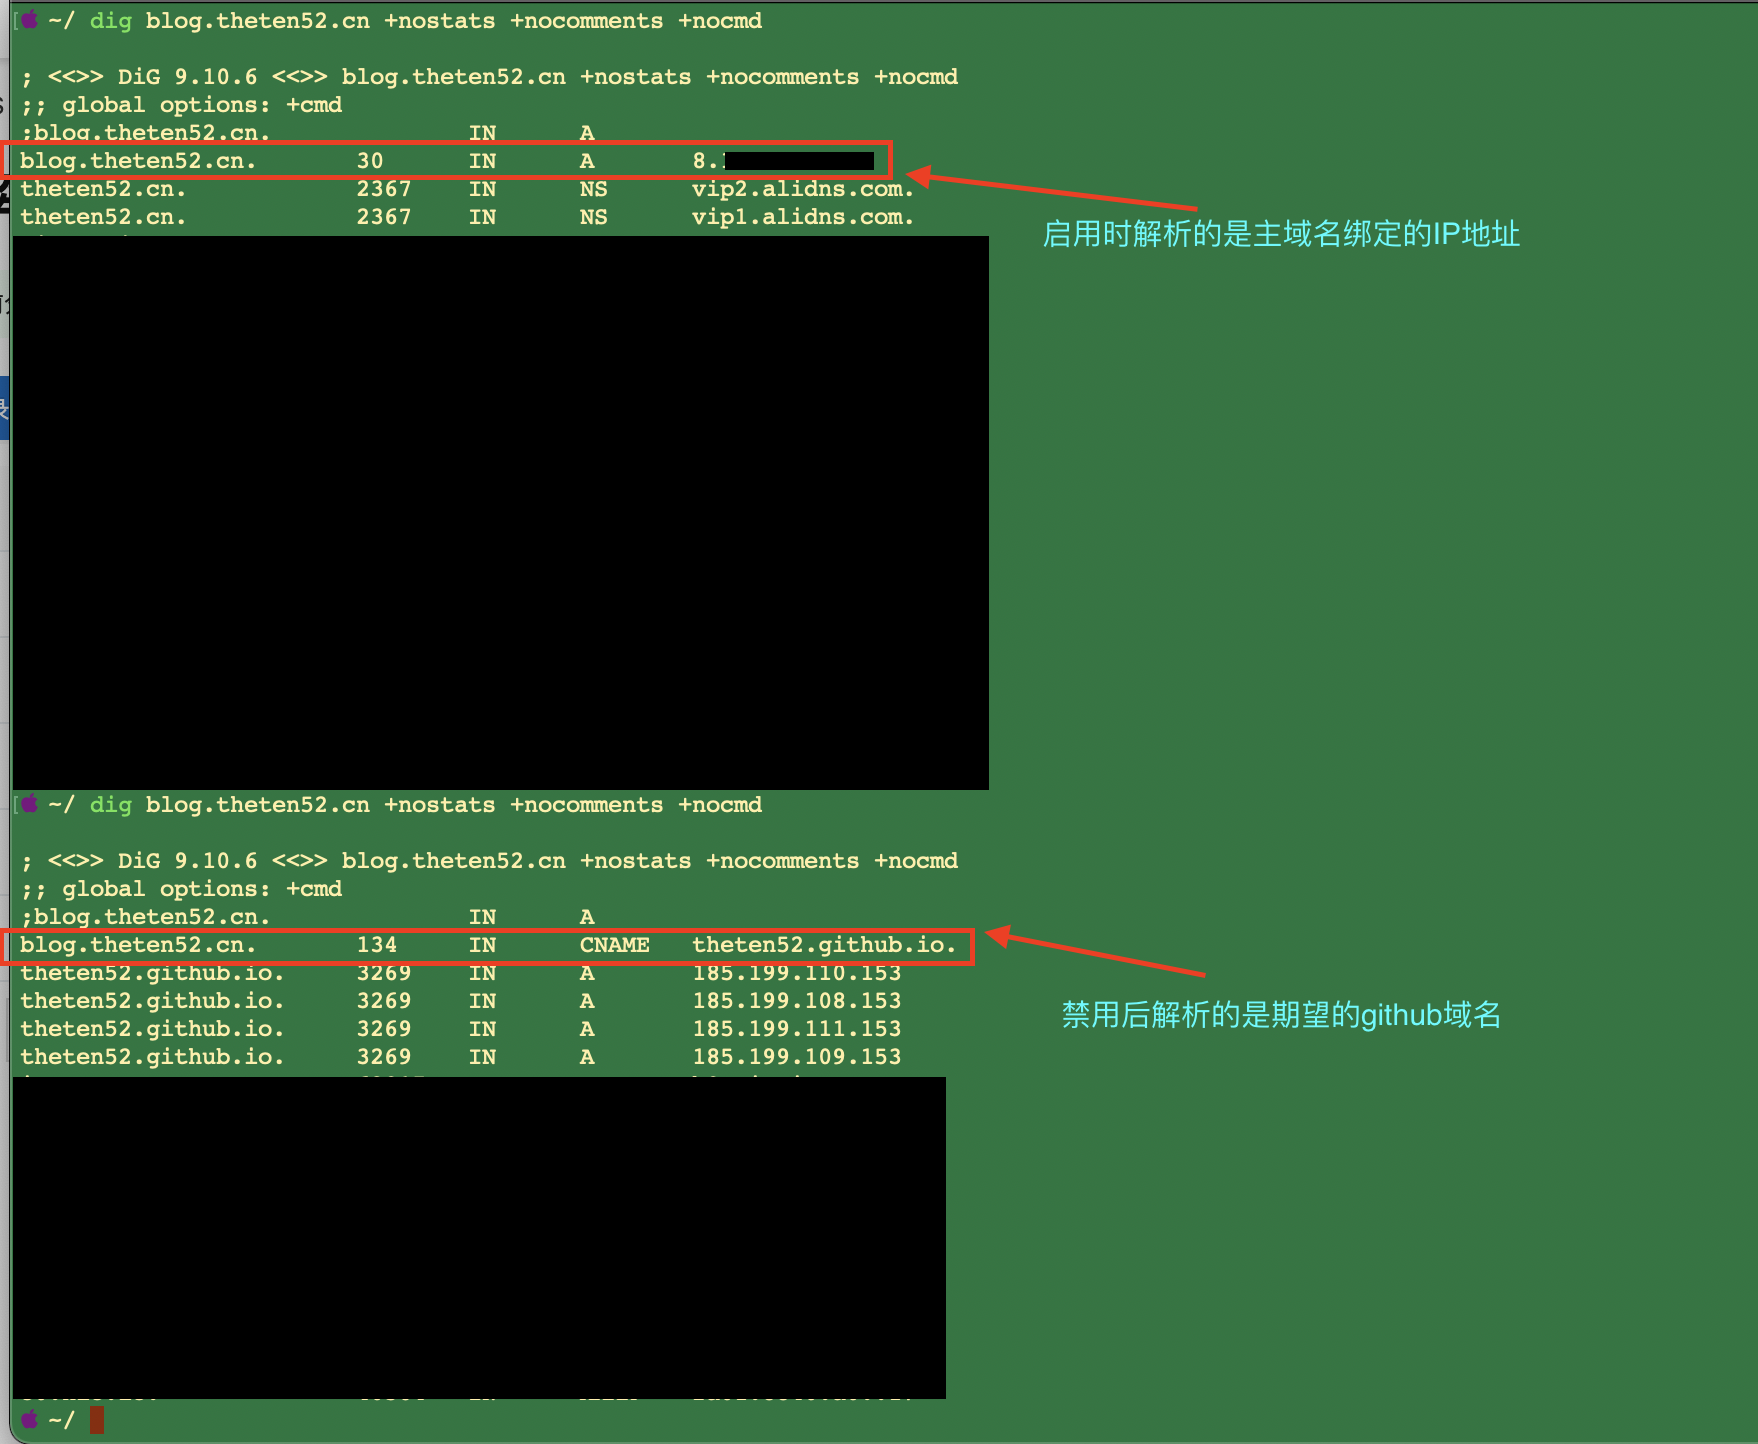 ~/ dig blog.theten52.cn +nostats +nocomments +nocmd
; <<>> DiG 9.10.6 <<>> blog.theten52.cn +nostats +nocomments +nocmd
;; global options: +cmd
;blog.theten52.cn. IN A
blog.theten52.cn. 30 IN A 8.
theten52.cn. 2367 IN NS vip2.alidns.com.
theten52.cn. 2367 IN NS vip1.alidns.com.
启用时解析的是主域名绑定的IP地址
~/ dig blog.theten52.cn +nostats +nocomments +nocmd
; <<>> DiG 9.10.6 <<>> blog.theten52.cn +nostats +nocomments +nocmd
;; global options: +cmd
;blog.theten52.cn. IN A
blog.theten52.cn. 134 IN CNAME theten52.github.io.
theten52.github.io. 3269 IN A 185.199.110.153
theten52.github.io. 3269 IN A 185.199.108.153
theten52.github.io. 3269 IN A 185.199.111.153
theten52.github.io. 3269 IN A 185.199.109.153
禁用后解析的是期望的github域名
~/